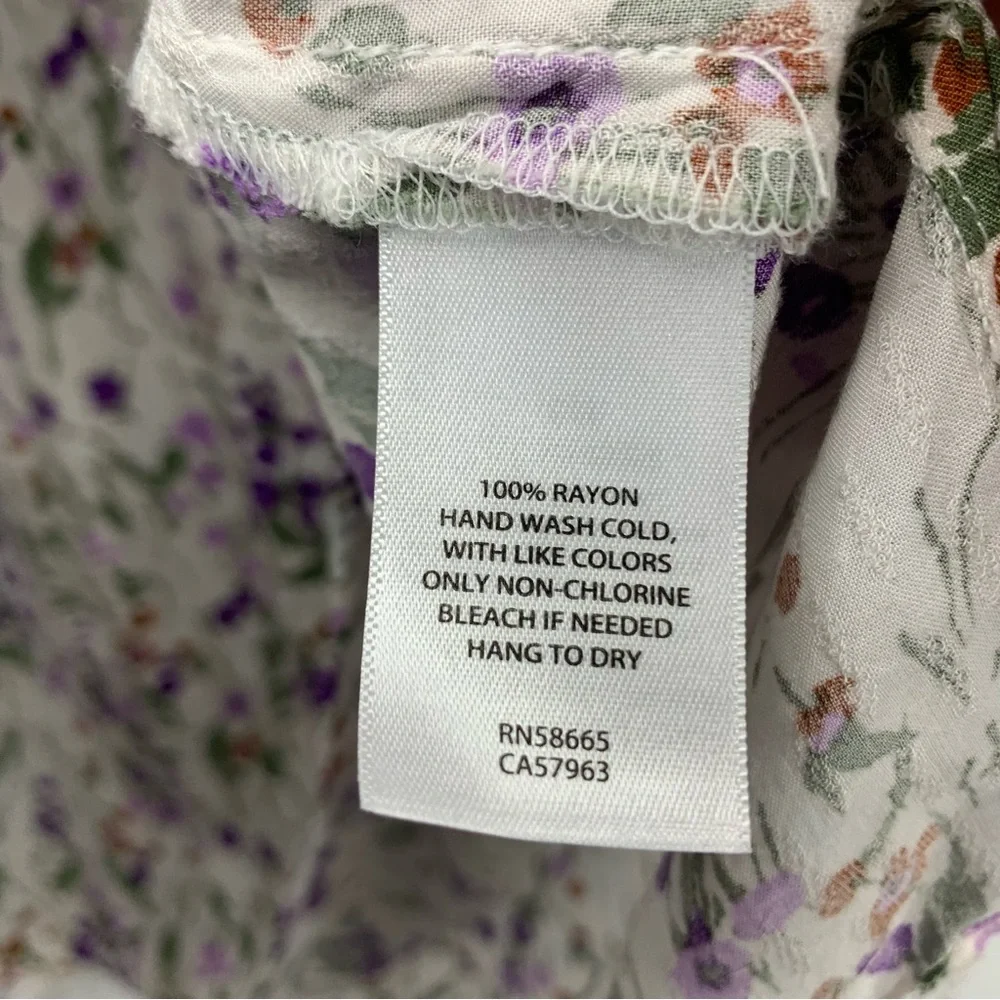 100% RAYON
HAND WASH COLD,
WITH LIKE COLORS
ONLY NON-CHLORINE
BLEACH IF NEEDED
HANG TO DRY
RN58665
CA57963